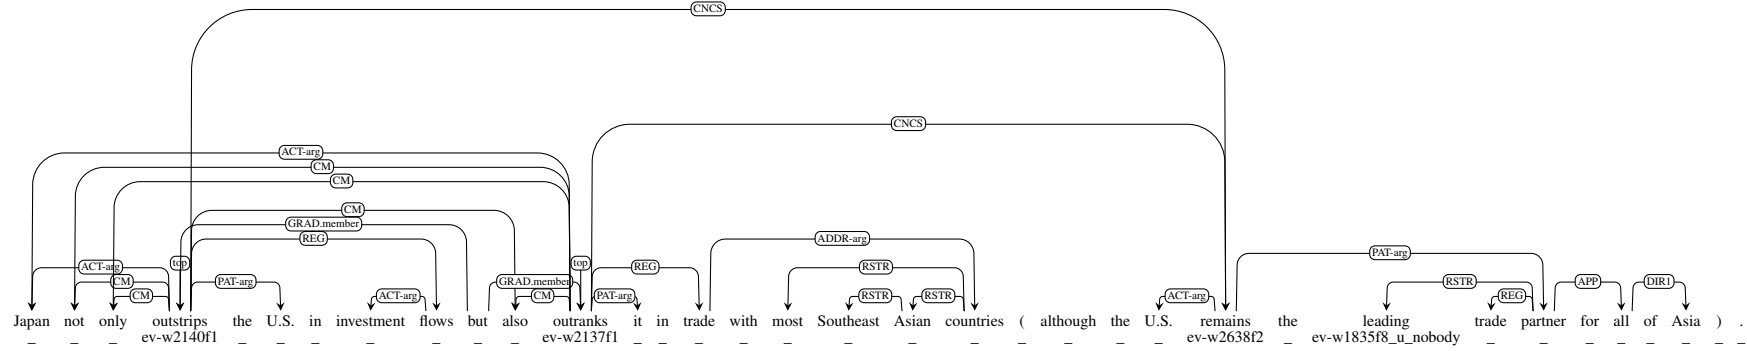 CNCS
CNCS
ACT-arg
CM
CM
CM
GRAD.member
REG ADDR-arg
PAT-arg
top top
ACT-arg REG RSTR
CM PAT-arg GRAD.member RSTR APP DIR1
CM ACT-arg CM PAT-arg RSTR RSTR ACT-arg REG
Japan not only outstrips the U.S. in investment flows but also outranks it in trade with most Southeast Asian countries ( although the U.S. remains the leading trade partner for all of Asia ) .
_ _ _ ev-w2140f1 _ _ _ _ _ _ _ ev-w2137f1 _ _ _ _ _ _ _ _ _ _ _ _ ev-w2638f2 _ ev-w1835f8_u_nobody _ _ _ _ _ _ _ _